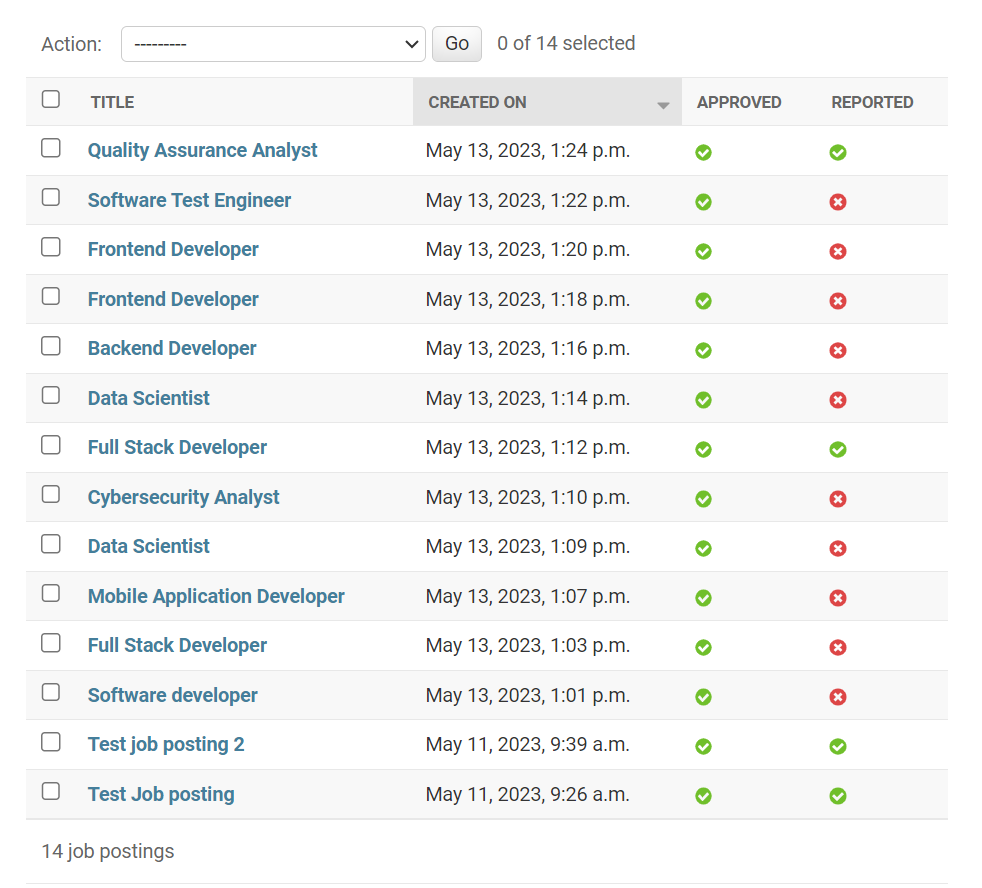 Action: --------- Go 0 of 14 selected
TITLE CREATED ON APPROVED REPORTED
Quality Assurance Analyst May 13, 2023, 1:24 p.m.
Software Test Engineer May 13, 2023, 1:22 p.m.
Frontend Developer May 13, 2023, 1:20 p.m.
Frontend Developer May 13, 2023, 1:18 p.m.
Backend Developer May 13, 2023, 1:16 p.m.
Data Scientist May 13, 2023, 1:14 p.m.
Full Stack Developer May 13, 2023, 1:12 p.m.
Cybersecurity Analyst May 13, 2023, 1:10 p.m.
Data Scientist May 13, 2023, 1:09 p.m.
Mobile Application Developer May 13, 2023, 1:07 p.m.
Full Stack Developer May 13, 2023, 1:03 p.m.
Software developer May 13, 2023, 1:01 p.m.
Test job posting 2 May 11, 2023, 9:39 a.m.
Test Job posting May 11, 2023, 9:26 a.m.
14 job postings